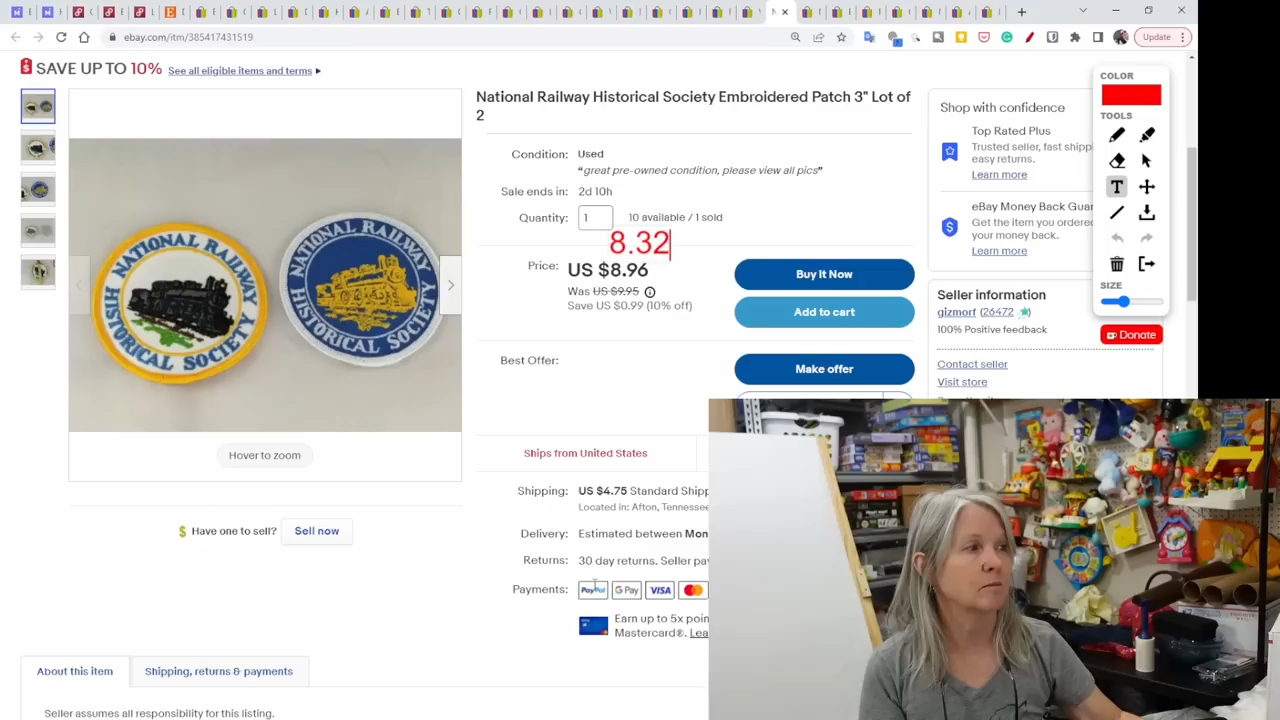 ebay.com/itm/385417431519
Update
SAVE UP TO 10% See all eligible items and terms
National Railway Historical Society Embroidered Patch 3" Lot of
2
Condition: Used
“great pre-owned condition, please view all pics”
Sale ends in: 2d 10h
Quantity: 1 10 available / 1 sold
8.32
Price: US $8.96
Was US $9.95
Save US $0.99 (10% off)
Buy It Now
Add to cart
Best Offer:
Make offer
Ships from United States
Shipping: US $4.75 Standard Shipp
Located in: Afton, Tennessee
Delivery: Estimated between Mon
Returns: 30 day returns. Seller pay
Payments: PayPal G Pay VISA
Earn up to 5x poin
Mastercard®. Lea
NATIONAL RAILWAY
HISTORICAL SOCIETY
NATIONAL RAILWAY
HISTORICAL SOCIETY
Hover to zoom
Have one to sell? Sell now
About this item
Shipping, returns & payments
Seller assumes all responsibility for this listing.
Shop with confidence
Top Rated Plus
Trusted seller, fast shippi
easy returns.
Learn more
eBay Money Back Gua
Get the item you ordered
your money back.
Learn more
Seller information
gizmorf (26472)
100% Positive feedback
Contact seller
Visit store
COLOR
TOOLS
T
SIZE
Donate